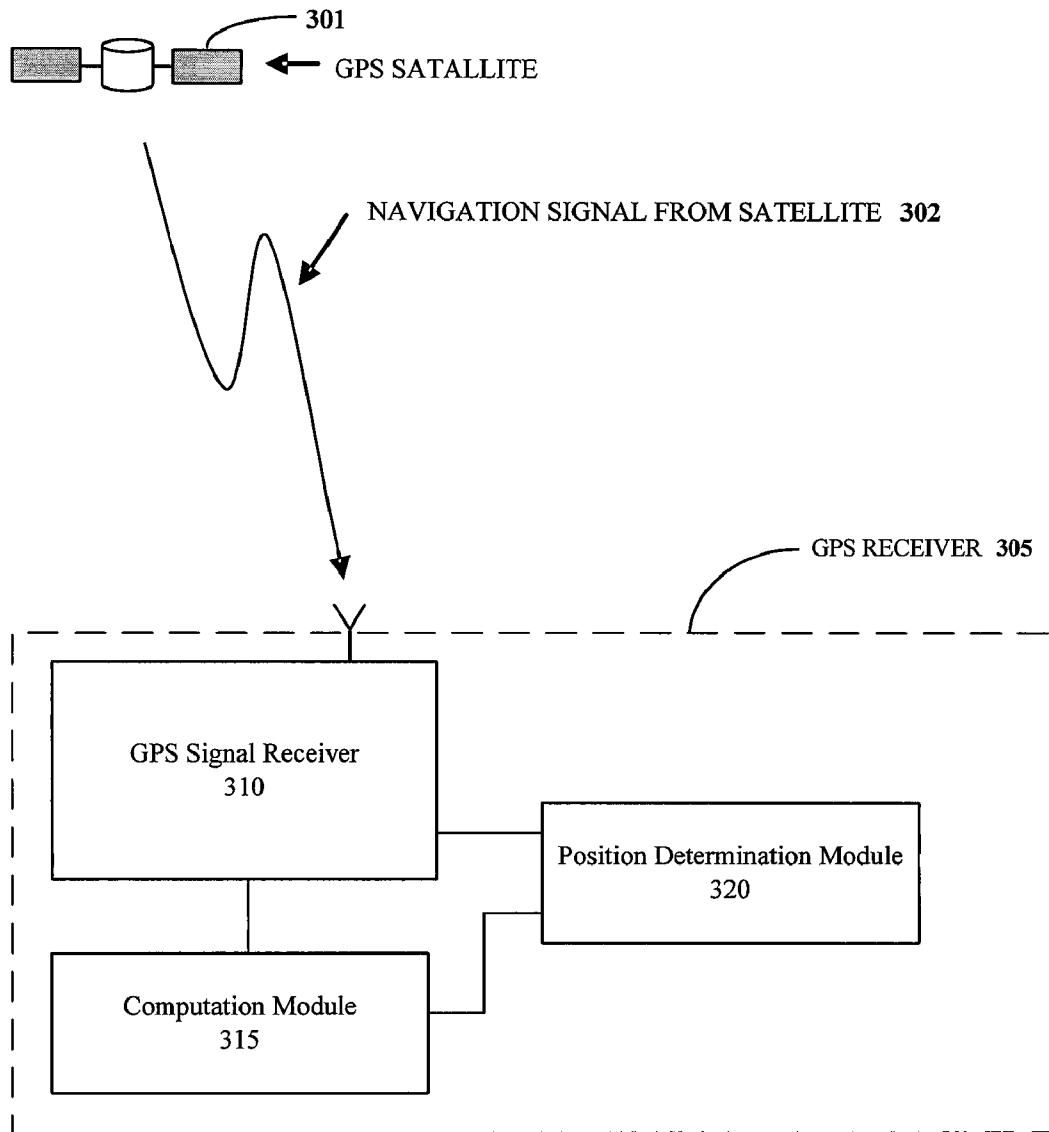 301
GPS SATALLITE
NAVIGATION SIGNAL FROM SATELLITE 302
GPS RECEIVER 305
GPS Signal Receiver
310
Position Determination Module
320
Computation Module
315